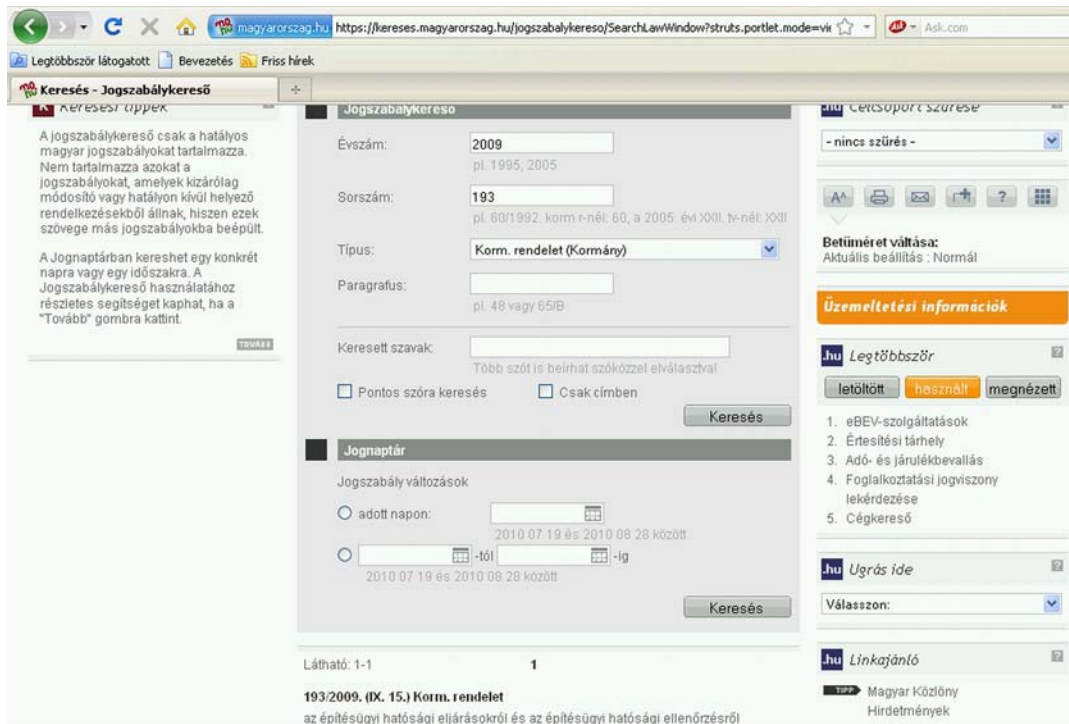 magyarorszag.hu https://kereses.magyarorszag.hu/jogszabalykereso/SearchLawWindow?struts.portlet.mode=vie
Ask.com
Legtöbbször látogatott Bevezetés Friss hírek
Keresés - Jogszabálykereső
Keresési tippek
A jogszabálykereső csak a hatályos
magyar jogszabályokat tartalmazza.
Nem tartalmazza azokat a
jogszabályokat, amelyek kizárólag
módosító vagy hatályon kívül helyező
rendelkezésekből állnak, hiszen ezek
szövege más jogszabályokba beépült.
A Jognaptárban kereshet egy konkrét
napra vagy egy időszakra. A
Jogszabálykereső használatához
részletes segítséget kaphat, ha a
"Tovább" gombra kattint.
TOVÁBB
Jogszabálykereső
Évszám: 2009
pl. 1995, 2005
Sorszám: 193
pl. 60/1992. korm r-nél: 60, a 2005. évi XXII. tv-nél: XXII
Típus: Korm. rendelet (Kormány)
Paragrafus:
pl. 48 vagy 65/B
Keresett szavak:
Több szót is beírhat szóközzel elválasztva!
Pontos szóra keresés Csak címben
Keresés
Jognaptár
Jogszabály változások
adott napon:
2010 07 19 és 2010 08 28 között
-tól -ig
2010 07 19 és 2010 08 28 között
Keresés
Látható: 1-1 1
193/2009. (IX. 15.) Korm. rendelet
az építésügyi hatósági eljárásokról és az építésügyi hatósági ellenőrzésről
.hu Célcsoport szűrése
- nincs szűrés -
A^A ?
Betűméret váltása:
Aktuális beállítás : Normál
Üzemeltetési információk
.hu Legtöbbször ?
letöltött használt megnézett
1. eBEV-szolgáltatások
2. Értesítési tárhely
3. Adó- és járulékbevallás
4. Foglalkoztatási jogviszony
lekérdezése
5. Cégkereső
.hu Ugrás ide ?
Válasszon:
.hu Linkajánló ?
TIPP Magyar Közlöny
Hirdetmények